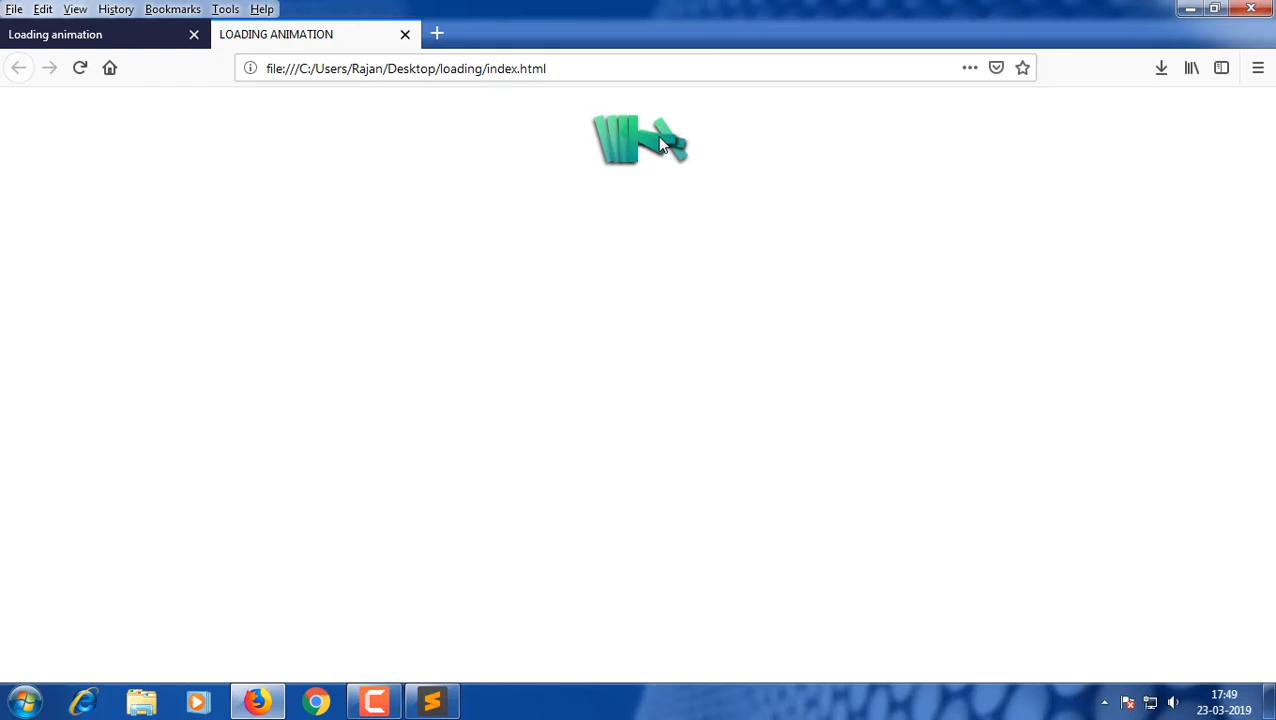 File Edit View History Bookmarks Tools Help
Loading animation
LOADING ANIMATION
file:///C:/Users/Rajan/Desktop/loading/index.html
17:49
23-03-2019